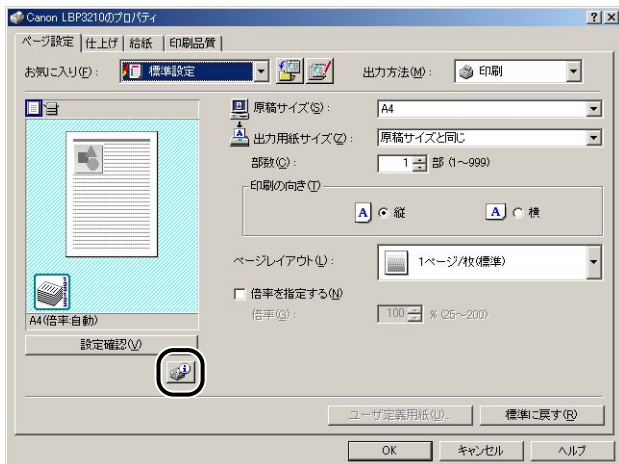 Canon LBP3210のプロパティ
ページ設定 仕上げ 給紙 印刷品質
お気に入り(F): 標準設定 出力方法(M): 印刷
原稿サイズ(S): A4
出力用紙サイズ(Z): 原稿サイズと同じ
部数(C): 1 部 (1~999)
印刷の向き(T)
A 縦 A 横
ページレイアウト(L): 1ページ/枚(標準)
倍率を指定する(N)
倍率(G): 100 % (25~200)
A4(倍率:自動)
設定確認(V)
ユーザ定義用紙(U)... 標準に戻す(R)
OK キャンセル ヘルプ